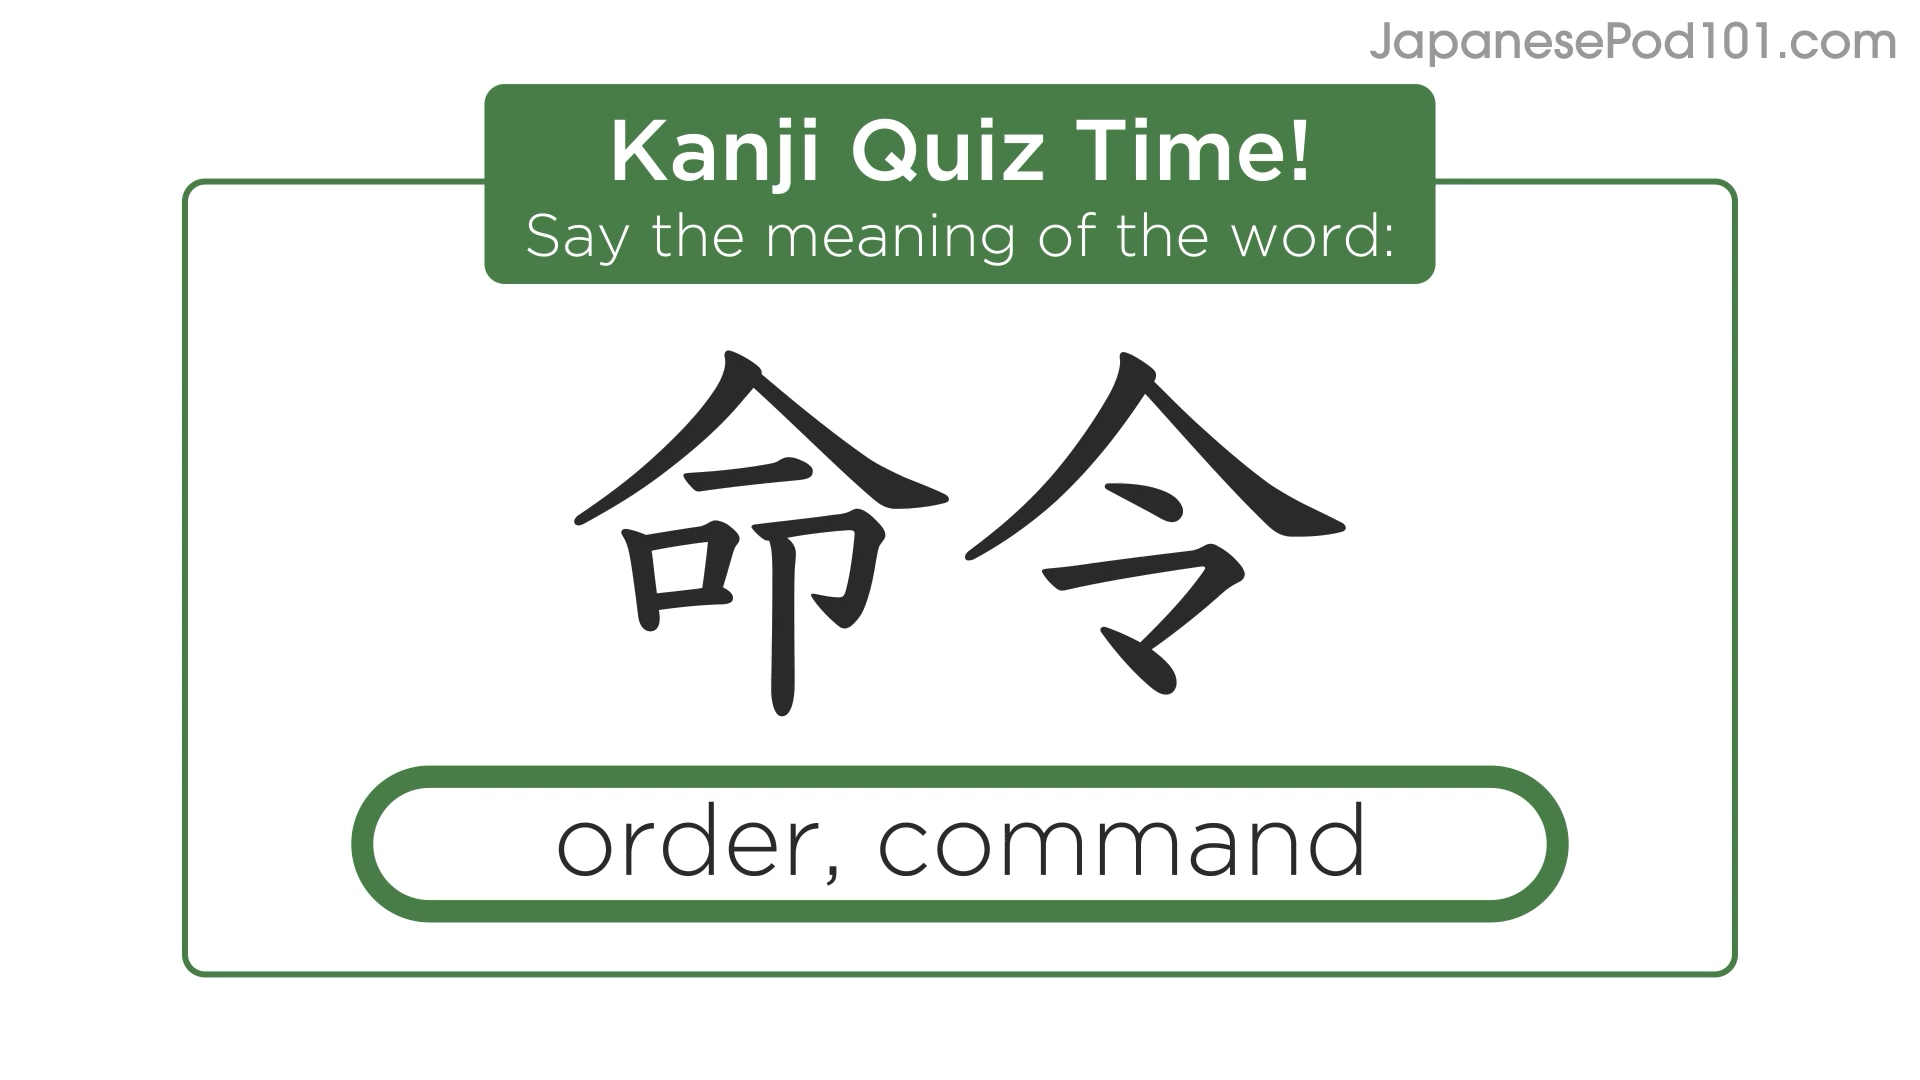 JapanesePod101.com
Kanji Quiz Time!
Say the meaning of the word:
命令
order, command